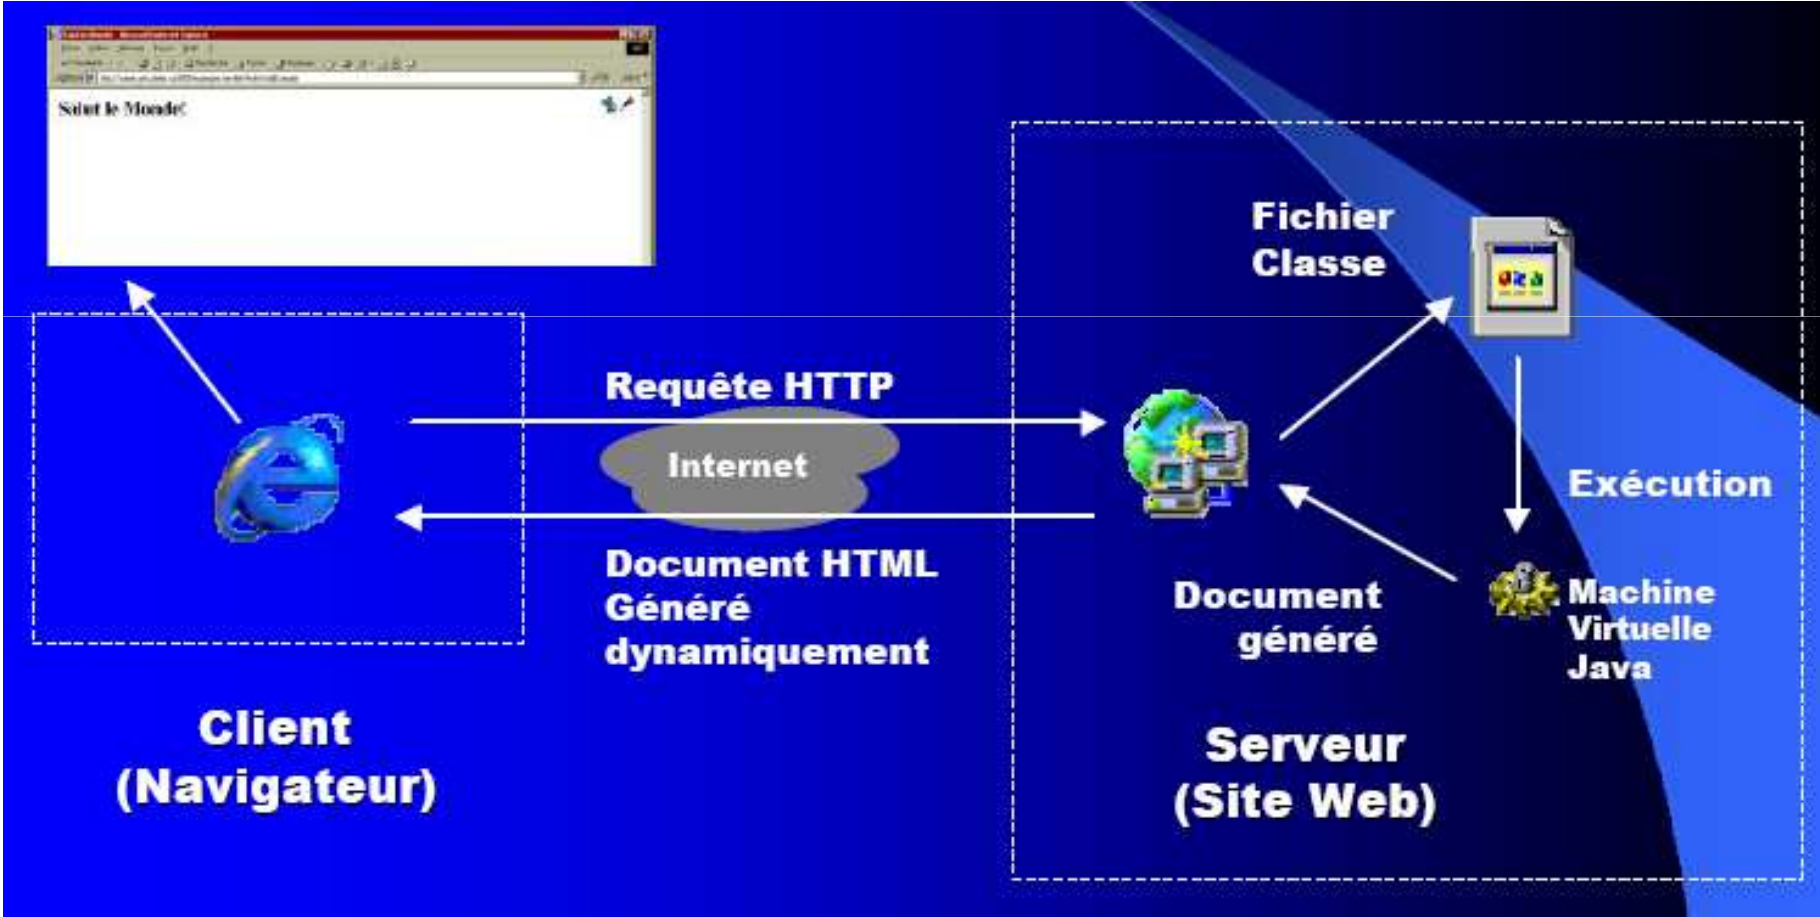 Salut le Monde!
Fichier
Classe
Requête HTTP
Internet
Exécution
Document HTML
Généré
dynamiquement
Document
généré
Machine
Virtuelle
Java
Client
(Navigateur)
Serveur
(Site Web)